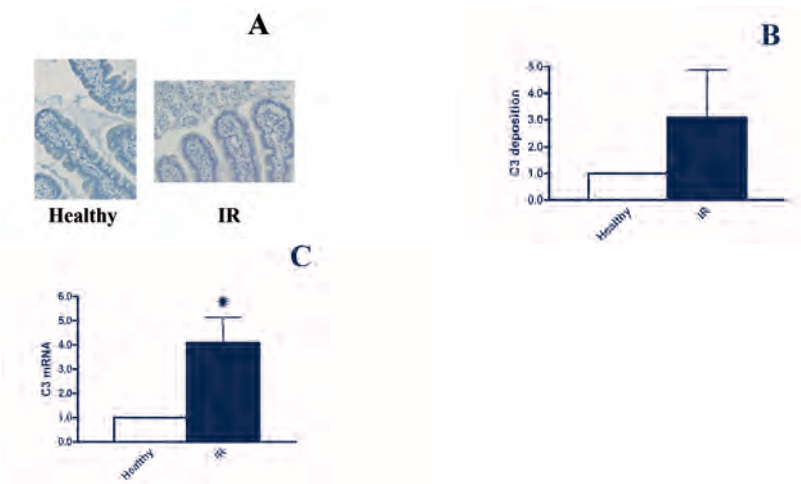 A
Healthy
IR
B
C3 deposition
5.0
4.0
3.0
2.0
1.0
0.0
Healthy
IR
C
C3 mRNA
6.0
5.0
4.0
3.0
2.0
1.0
0.0
*
Healthy
IR